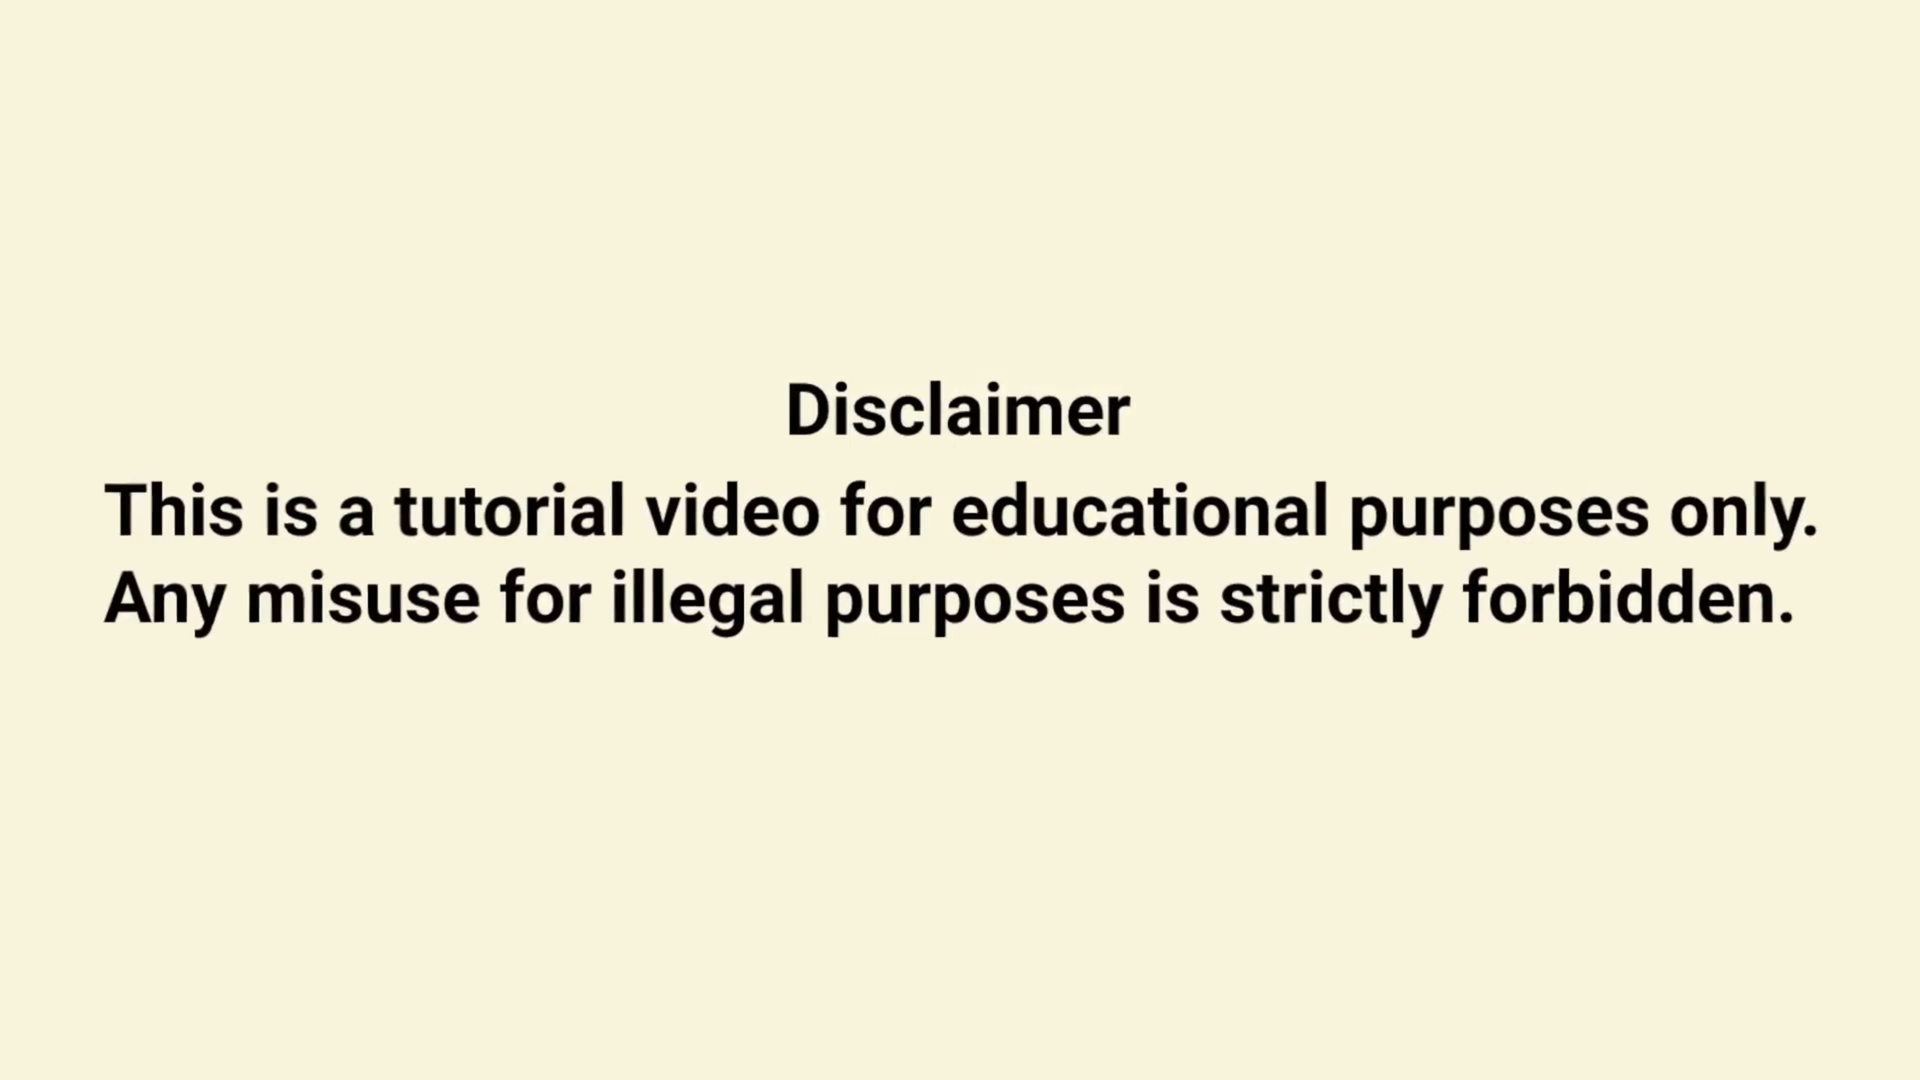 Disclaimer
This is a tutorial video for educational purposes only.
Any misuse for illegal purposes is strictly forbidden.